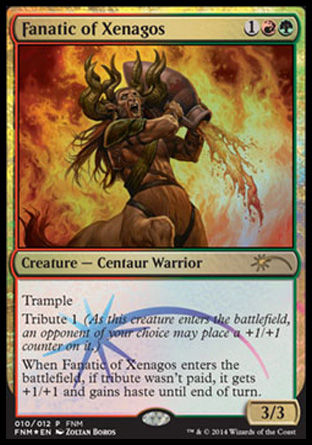 Fanatic of Xenagos 1
Creature — Centaur Warrior
Trample
Tribute 1 (As this creature enters the battlefield,
an opponent of your choice may place a +1/+1
counter on it.)
When Fanatic of Xenagos enters the
battlefield, if tribute wasn't paid, it gets
+1/+1 and gains haste until end of turn.
3/3
010/012 P FNM
FNM EN Zoltan Boros ™ & © 2014 Wizards of the Coast